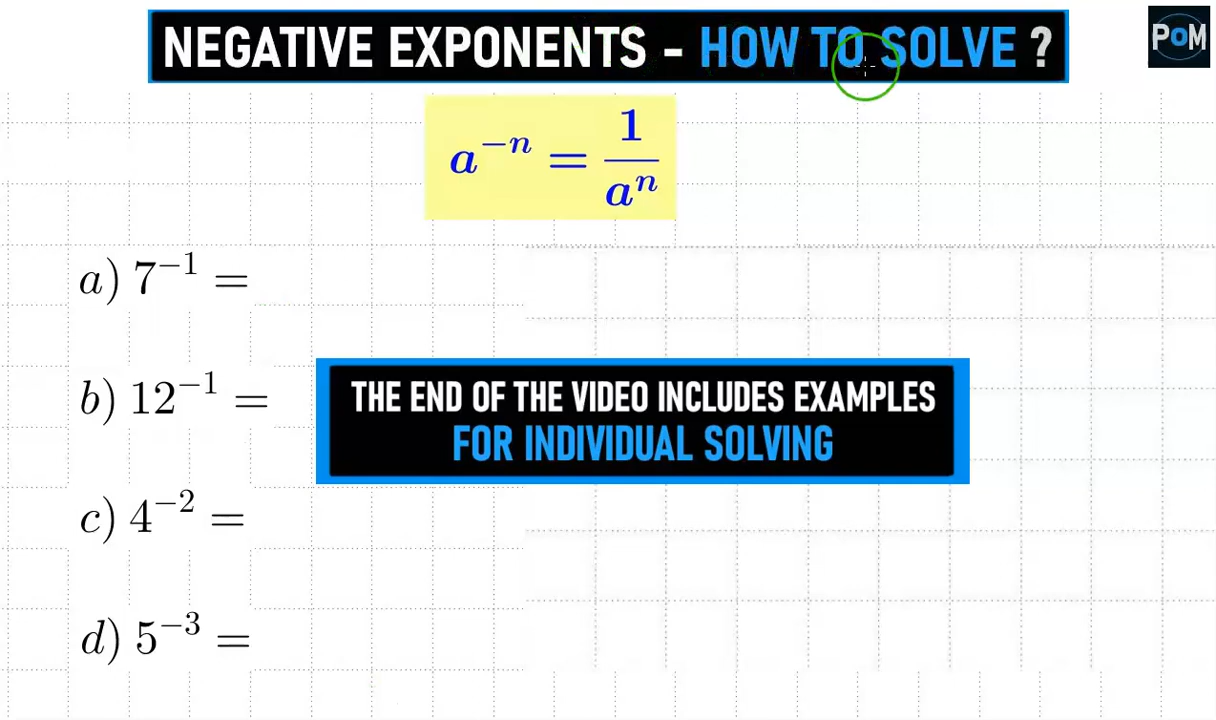 NEGATIVE EXPONENTS - HOW TO SOLVE ?
PoM
a^{-n} = \frac{1}{a^n}
a) 7^{-1} =
b) 12^{-1} =
THE END OF THE VIDEO INCLUDES EXAMPLES
FOR INDIVIDUAL SOLVING
c) 4^{-2} =
d) 5^{-3} =